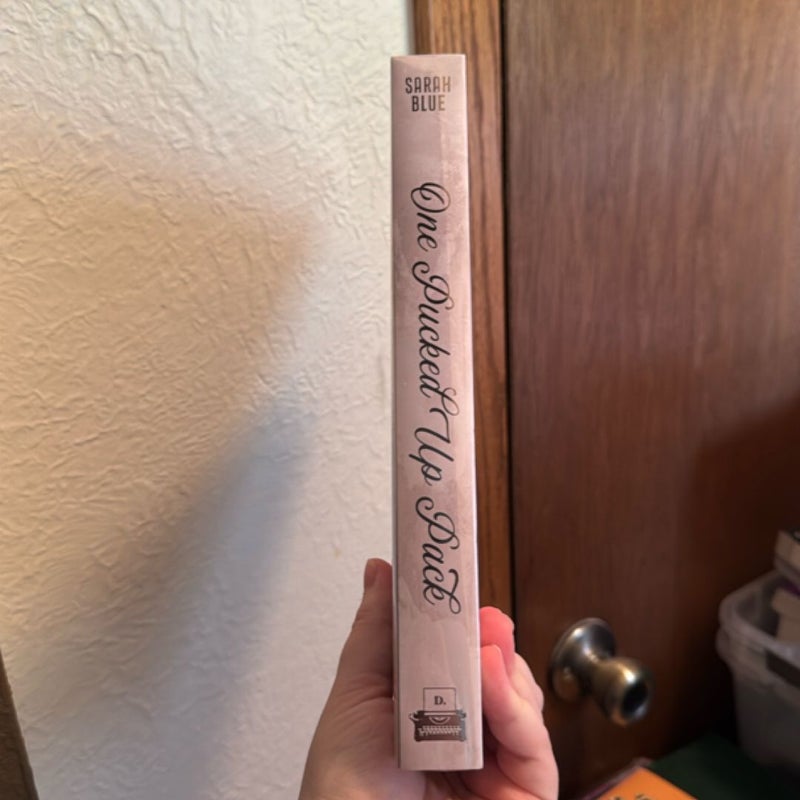 SARAH
BLUE
One Pucked Up Pack
D.